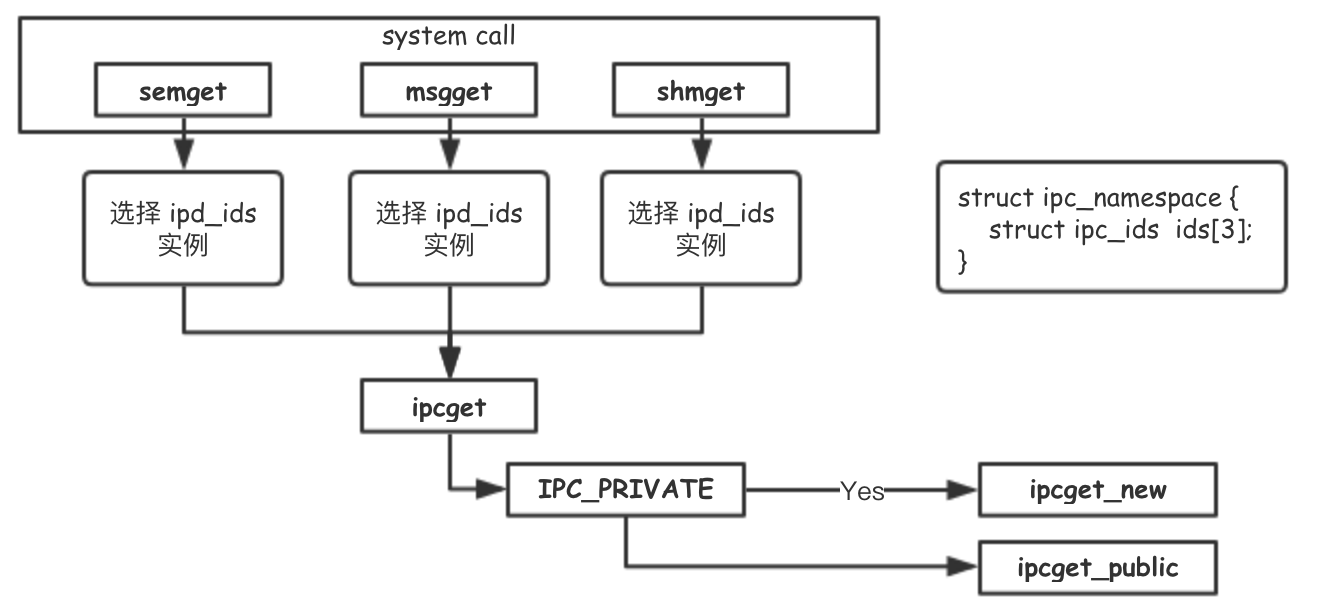 system call
semget
msgget
shmget
选择 ipd_ids
实例
选择 ipd_ids
实例
选择 ipd_ids
实例
struct ipc_namespace {
struct ipc_ids ids[3];
}
ipcget
IPC_PRIVATE
Yes
ipcget_new
ipcget_public